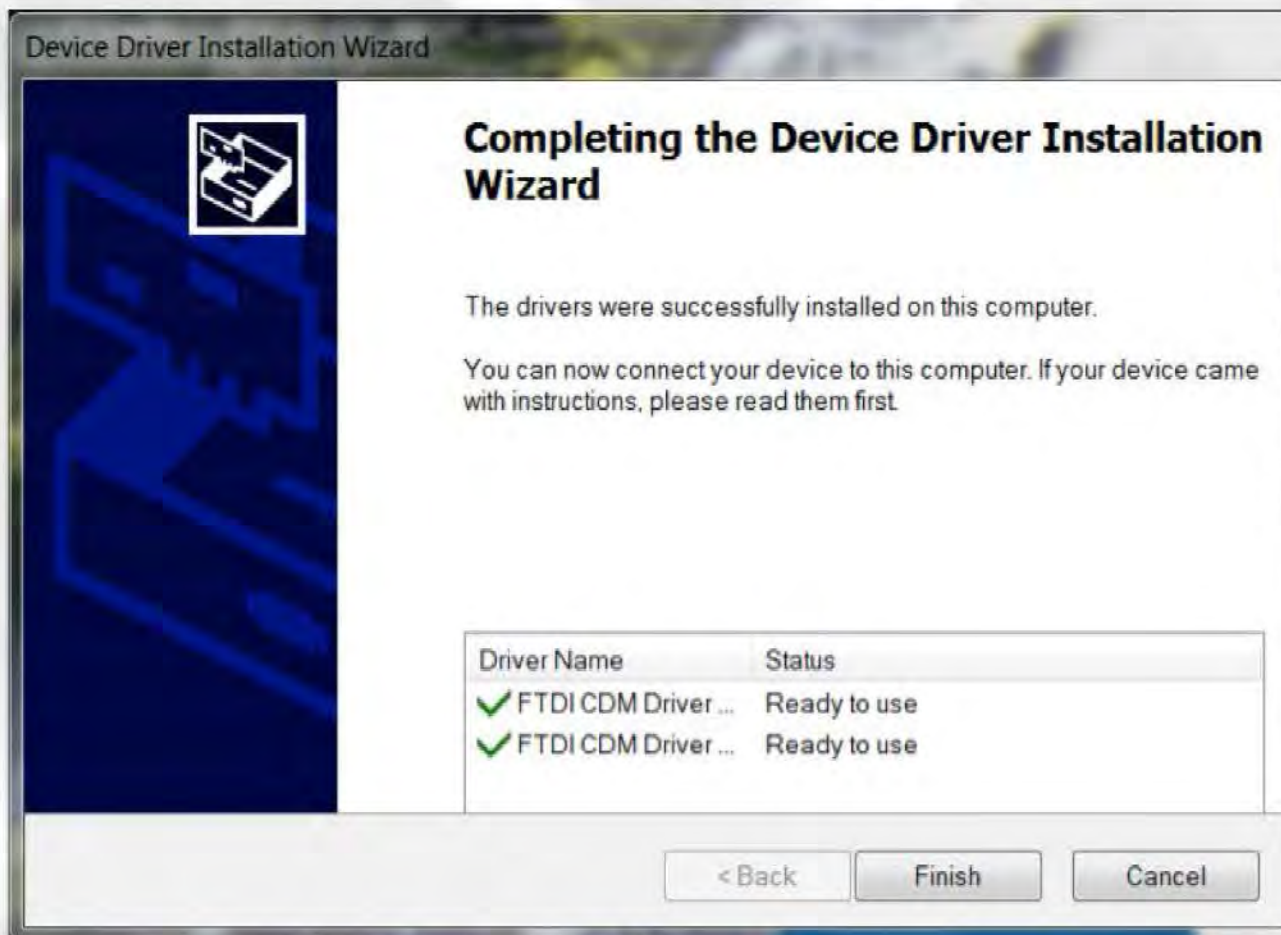 Device Driver Installation Wizard
Completing the Device Driver Installation
Wizard
The drivers were successfully installed on this computer.
You can now connect your device to this computer. If your device came
with instructions, please read them first.
Driver Name Status
FTDI CDM Driver ... Ready to use
FTDI CDM Driver ... Ready to use
< Back Finish Cancel